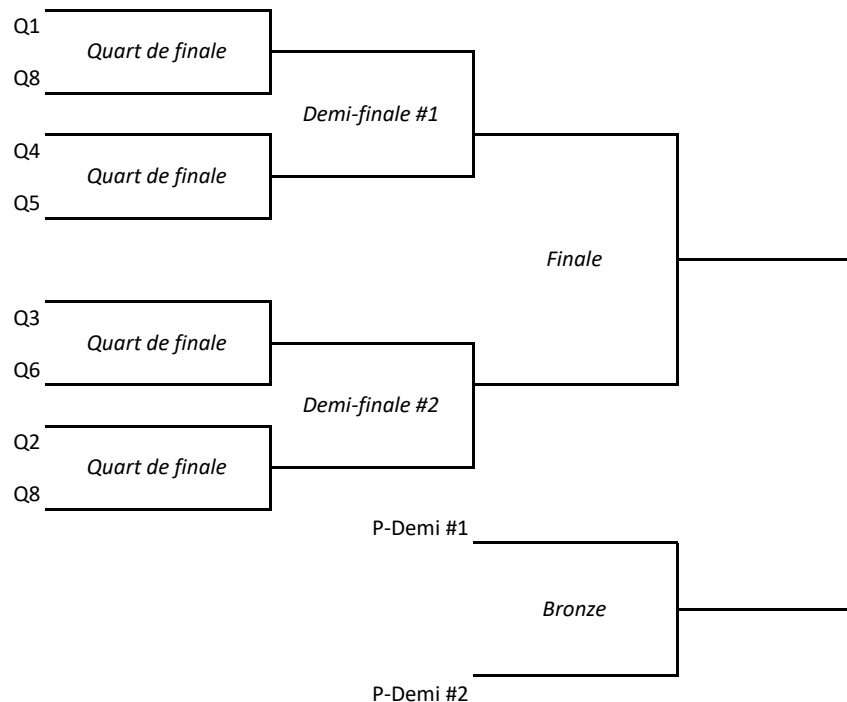 Q1
Quart de finale
Q8
Demi-finale #1
Q4
Quart de finale
Q5
Finale
Q3
Quart de finale
Q6
Demi-finale #2
Q2
Quart de finale
Q8
P-Demi #1
Bronze
P-Demi #2